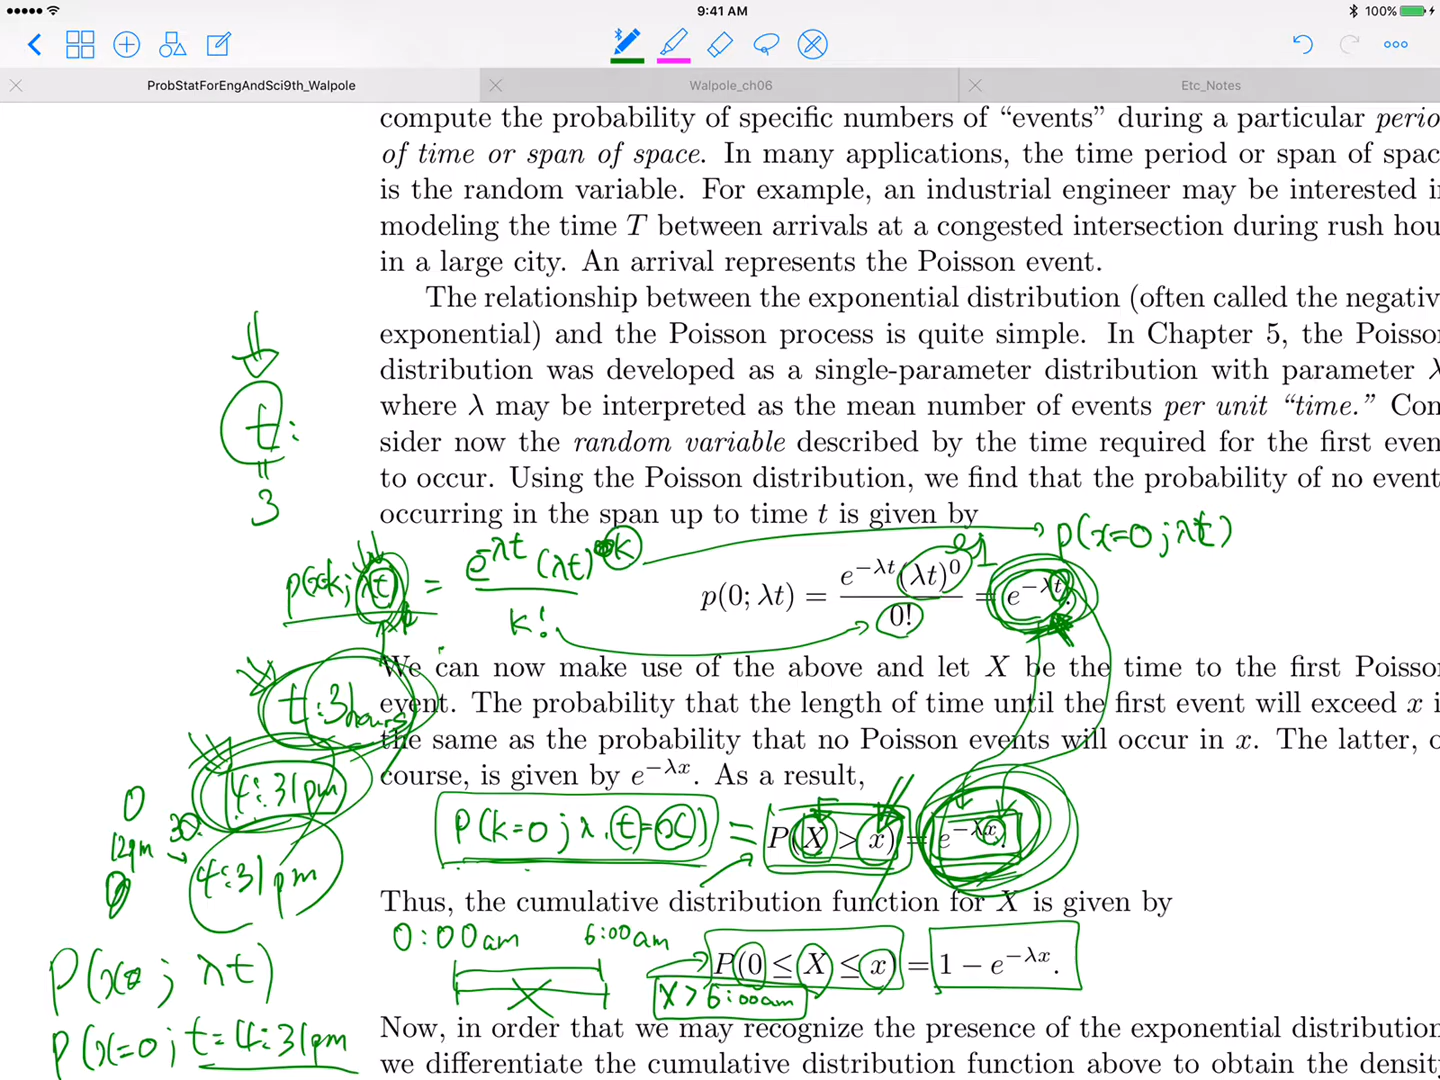 9:41 AM
100%
ProbStatForEngAndSci9th_Walpole
Walpole_ch06
Etc_Notes
compute the probability of specific numbers of “events” during a particular perio
of time or span of space. In many applications, the time period or span of spac
is the random variable. For example, an industrial engineer may be interested i
modeling the time T between arrivals at a congested intersection during rush hou
in a large city. An arrival represents the Poisson event.
The relationship between the exponential distribution (often called the negativ
exponential) and the Poisson process is quite simple. In Chapter 5, the Poisso
distribution was developed as a single-parameter distribution with parameter λ
where λ may be interpreted as the mean number of events per unit “time.” Con
sider now the random variable described by the time required for the first even
to occur. Using the Poisson distribution, we find that the probability of no event
occurring in the span up to time t is given by
t:
3
p(x=0; λt)
λt) = e^-λt (λt)^k / k!
p(0; λt) = e^−λt (λt)^0 / 0! = e^−λt.
We can now make use of the above and let X be the time to the first Poisso
event. The probability that the length of time until the first event will exceed x i
the same as the probability that no Poisson events will occur in x. The latter, o
course, is given by e^−λx. As a result,
t:3hours
4:31pm
0
30
12pm
4:31pm
P(k=0; λ, t=x) = P(X > x) = e^−λx.
Thus, the cumulative distribution function for X is given by
0:00am
6:00am
P(0 ≤ X ≤ x) = 1 − e^−λx.
X>6:00am
; λt)
P(x=0; t=4:31pm
Now, in order that we may recognize the presence of the exponential distribution
we differentiate the cumulative distribution function above to obtain the density